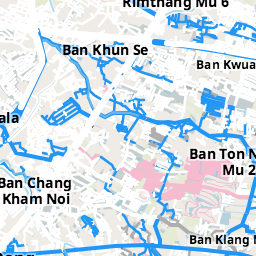 Rimthang Mu 6
Ban Khun Se
Ban Kwua
ala
Ban Ton N
Mu 2
Ban Chang
Kham Noi
Ban Klang